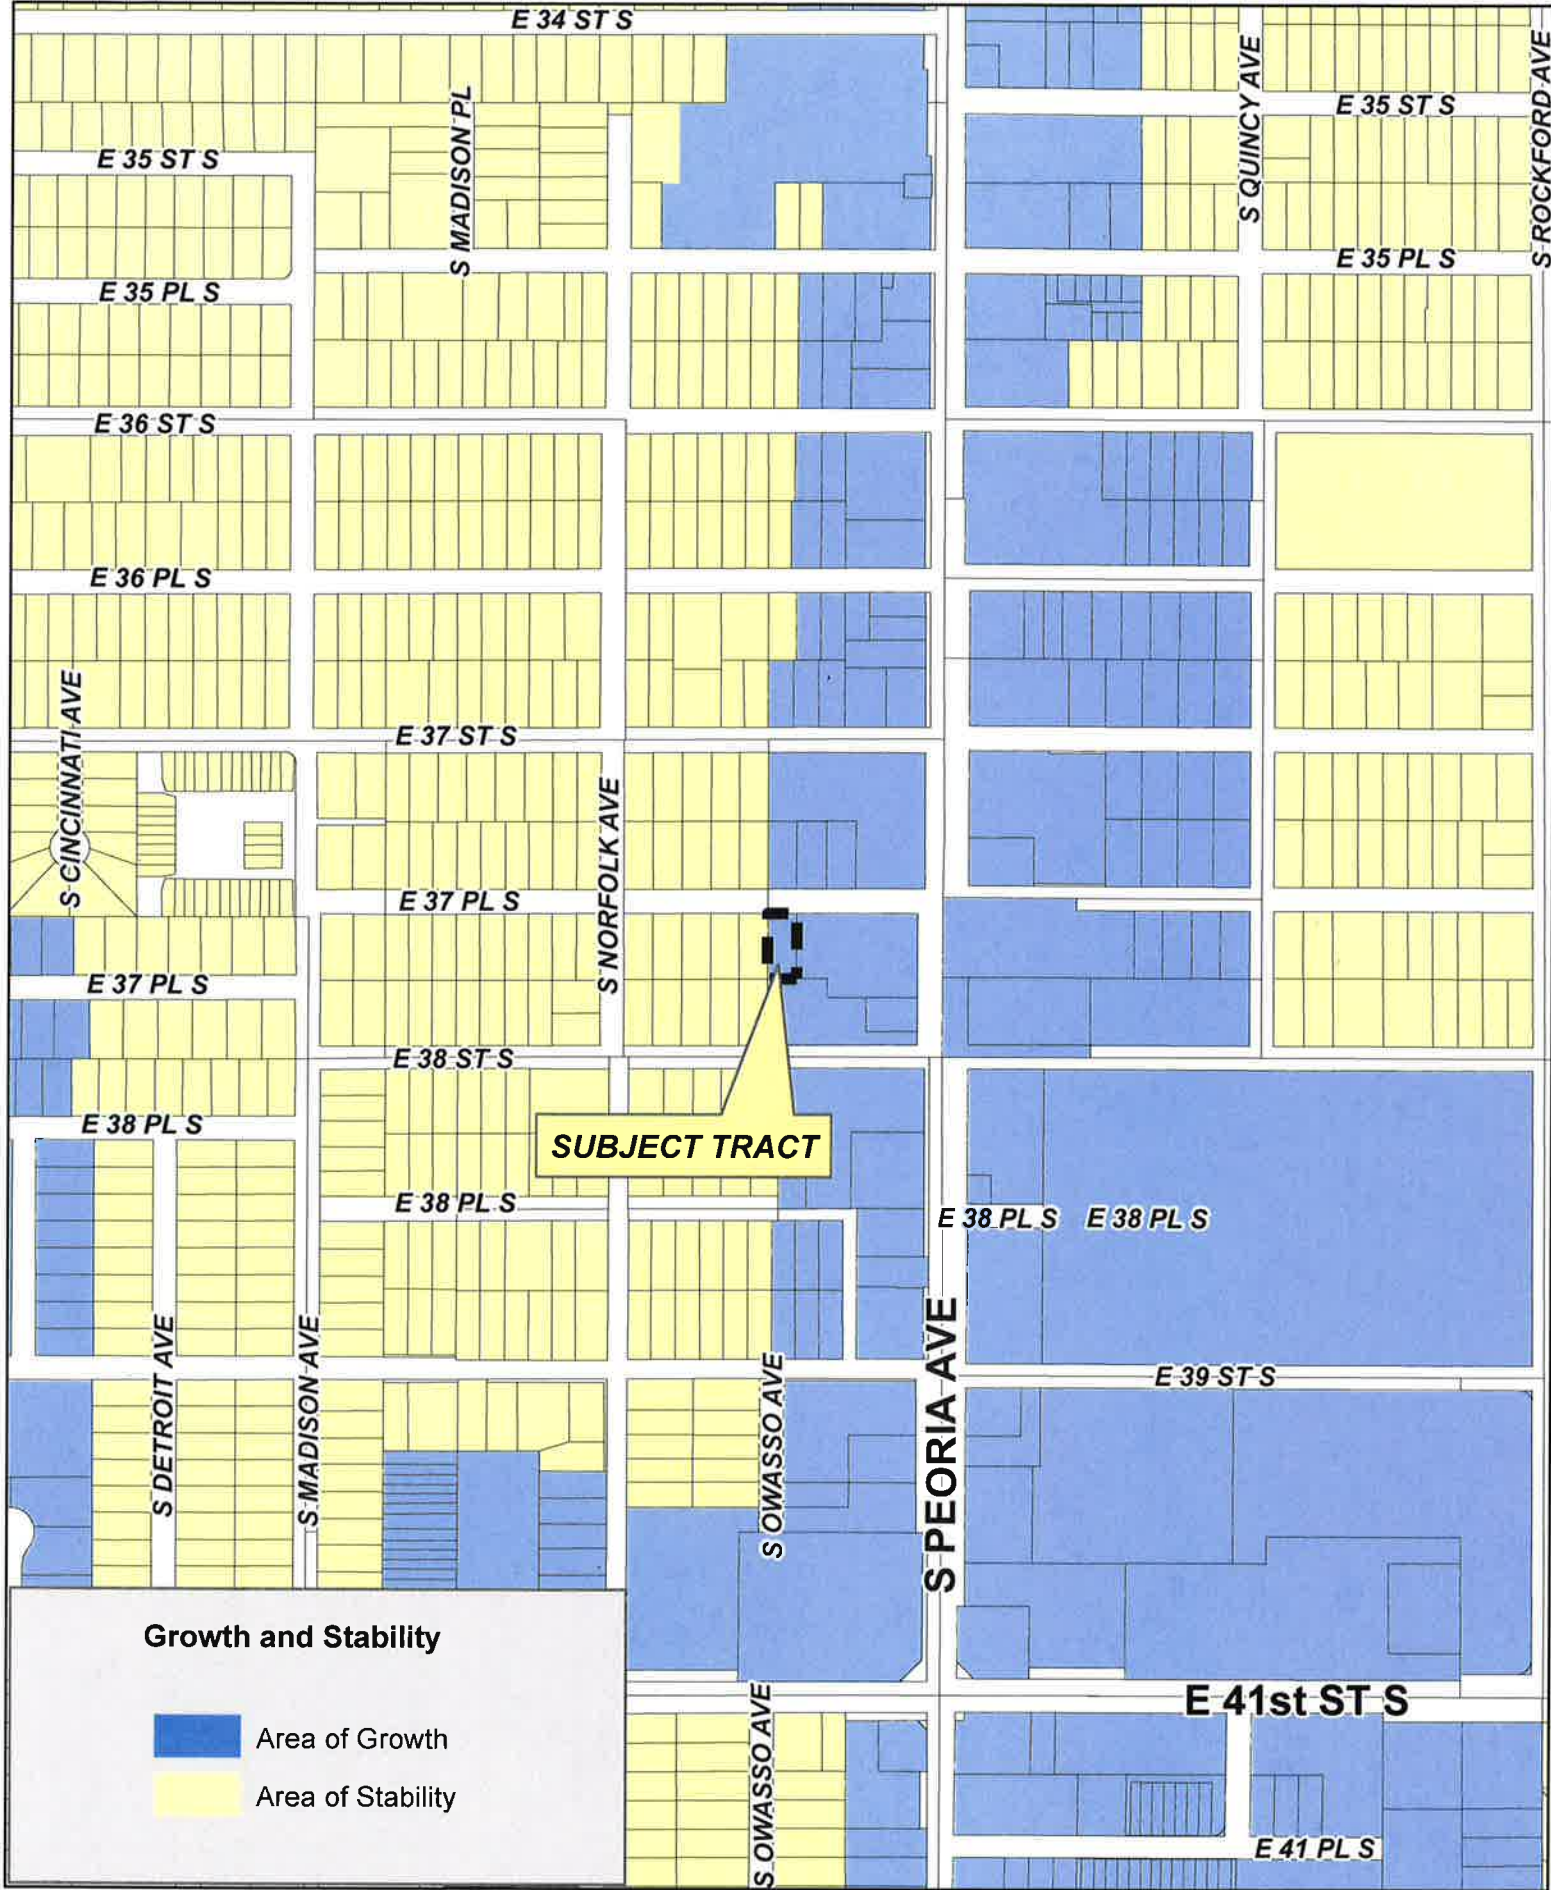 E 34 ST S
S QUINCY AVE
S ROCKFORD AVE
E 35 ST S
S MADISON PL
E 35 ST S
E 35 PL S
E 35 PL S
E 36 ST S
E 36 PL S
S CINCINNATI AVE
E 37 ST S
S NORFOLK AVE
E 37 PL S
E 37 PL S
E 38 ST S
E 38 PL S
SUBJECT TRACT
E 38 PL S
E 38 PL S
E 38 PL S
S DETROIT AVE
S MADISON AVE
S OWASSO AVE
S PEORIA AVE
E 39 ST S
Growth and Stability
Area of Growth
Area of Stability
E 41st ST S
S OWASSO AVE
E 41 PL S